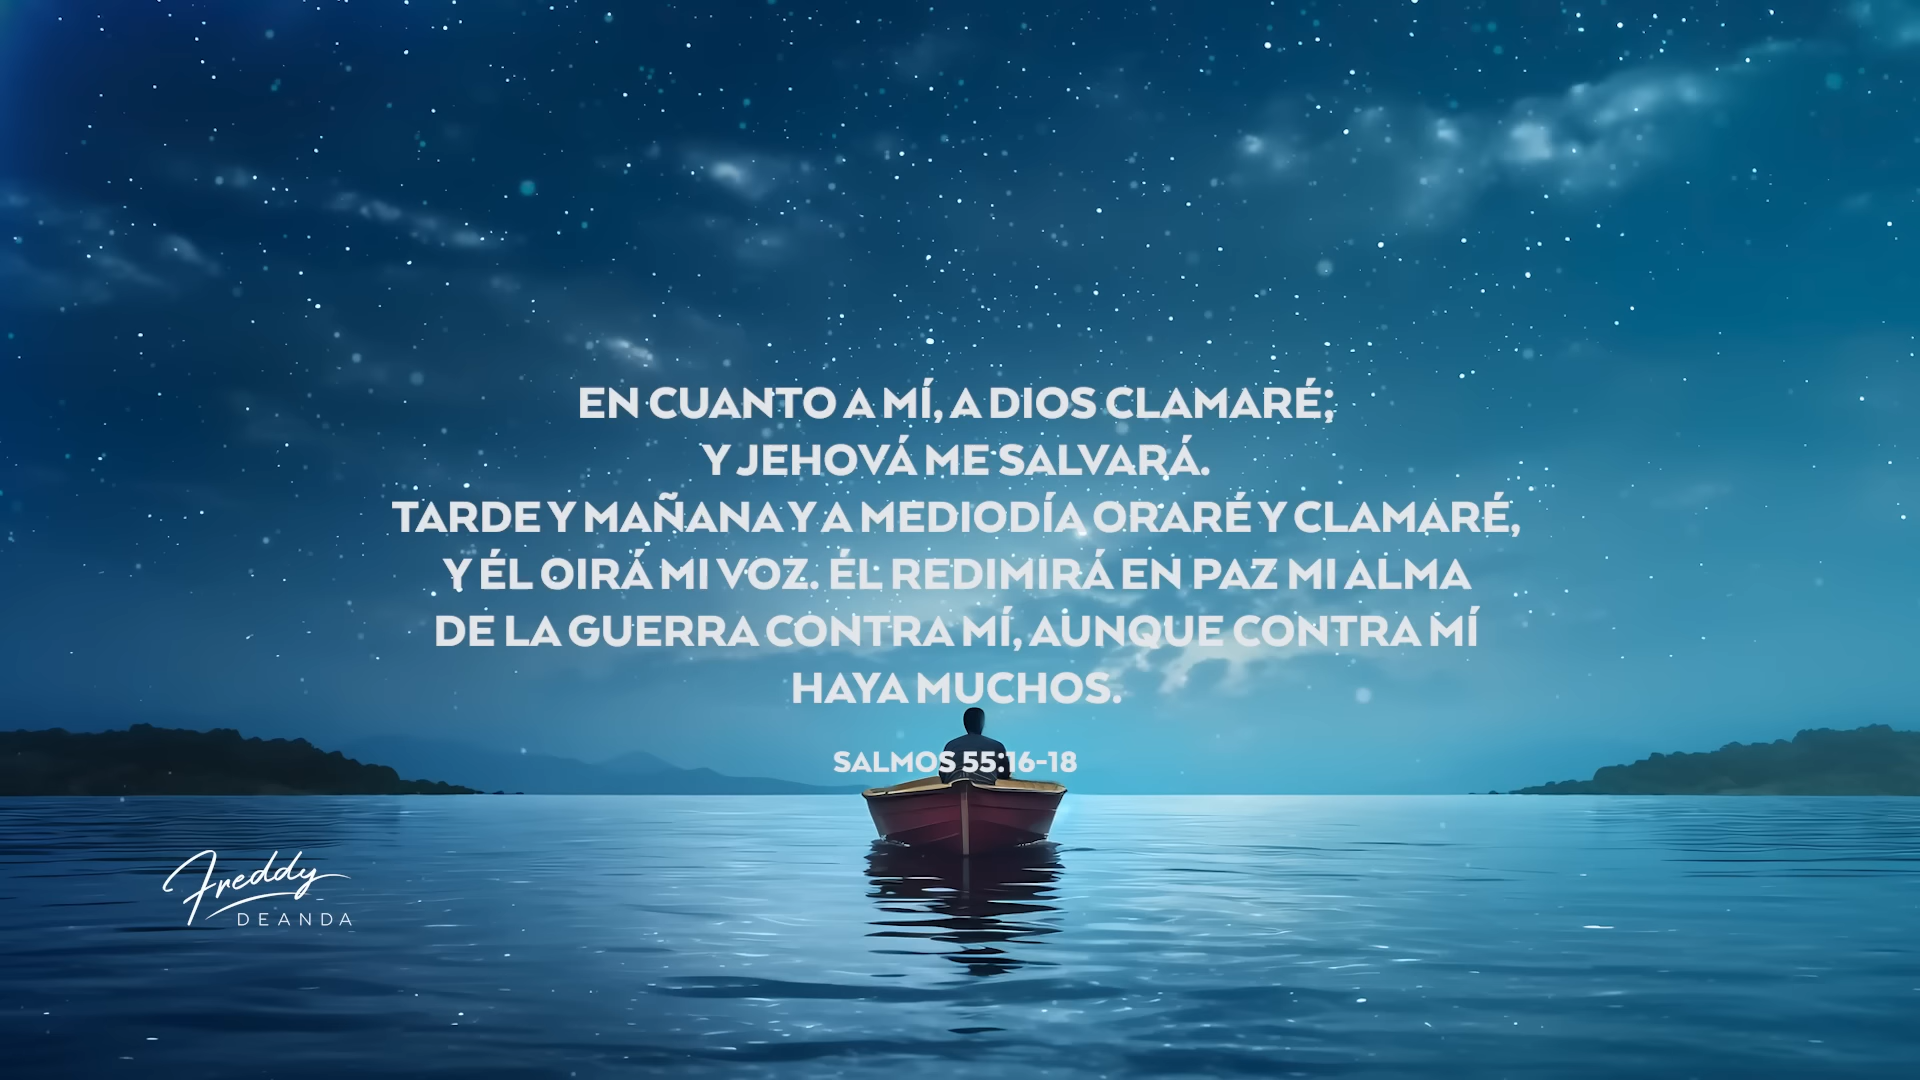 EN CUANTO A MÍ, A DIOS CLAMARÉ;
Y JEHOVÁ ME SALVARÁ.
TARDE Y MAÑANA Y A MEDIODÍA ORARÉ Y CLAMARÉ,
Y ÉL OIRÁ MI VOZ. ÉL REDIMIRÁ EN PAZ MI ALMA
DE LA GUERRA CONTRA MÍ, AUNQUE CONTRA MÍ
HAYA MUCHOS.
SALMOS 55:16-18
Freddy
DEANDA